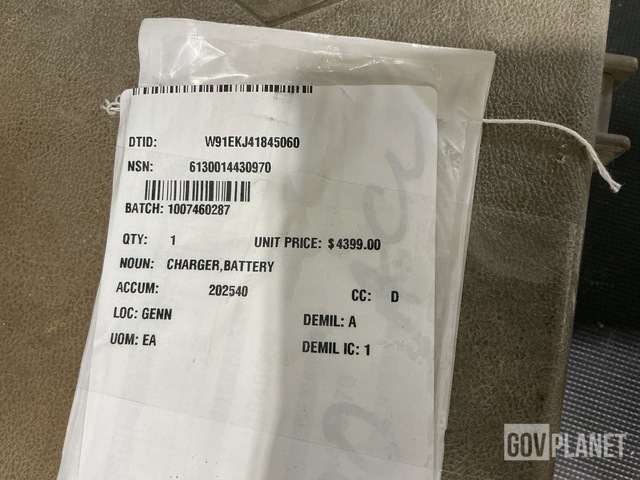 DTID: W91EKJ41845060
NSN: 6130014430970
BATCH: 1007460287
QTY: 1 UNIT PRICE: $4399.00
NOUN: CHARGER,BATTERY
ACCUM: 202540 CC: D
LOC: GENN DEMIL: A
UOM: EA DEMIL IC: 1
GOVPLANET